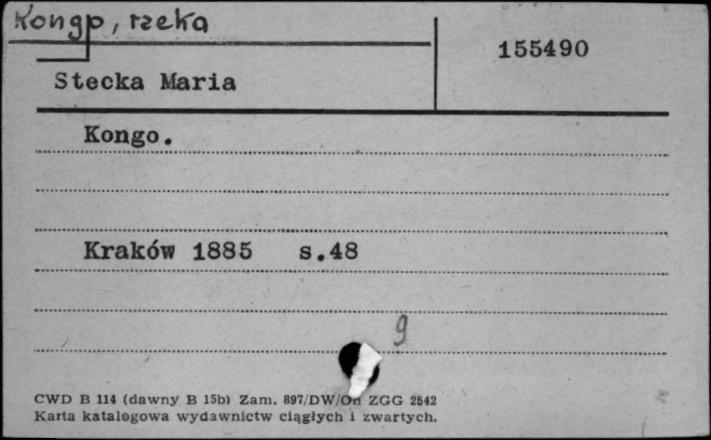 Kongo, rzeka
155490
Stecka Maria
Kongo.
Kraków 1885 s.48
9
CWD B 114 (dawny B 15b) Zam. 897/DW/On ZGG 2542
Karta katalogowa wydawnictw ciągłych i zwartych.